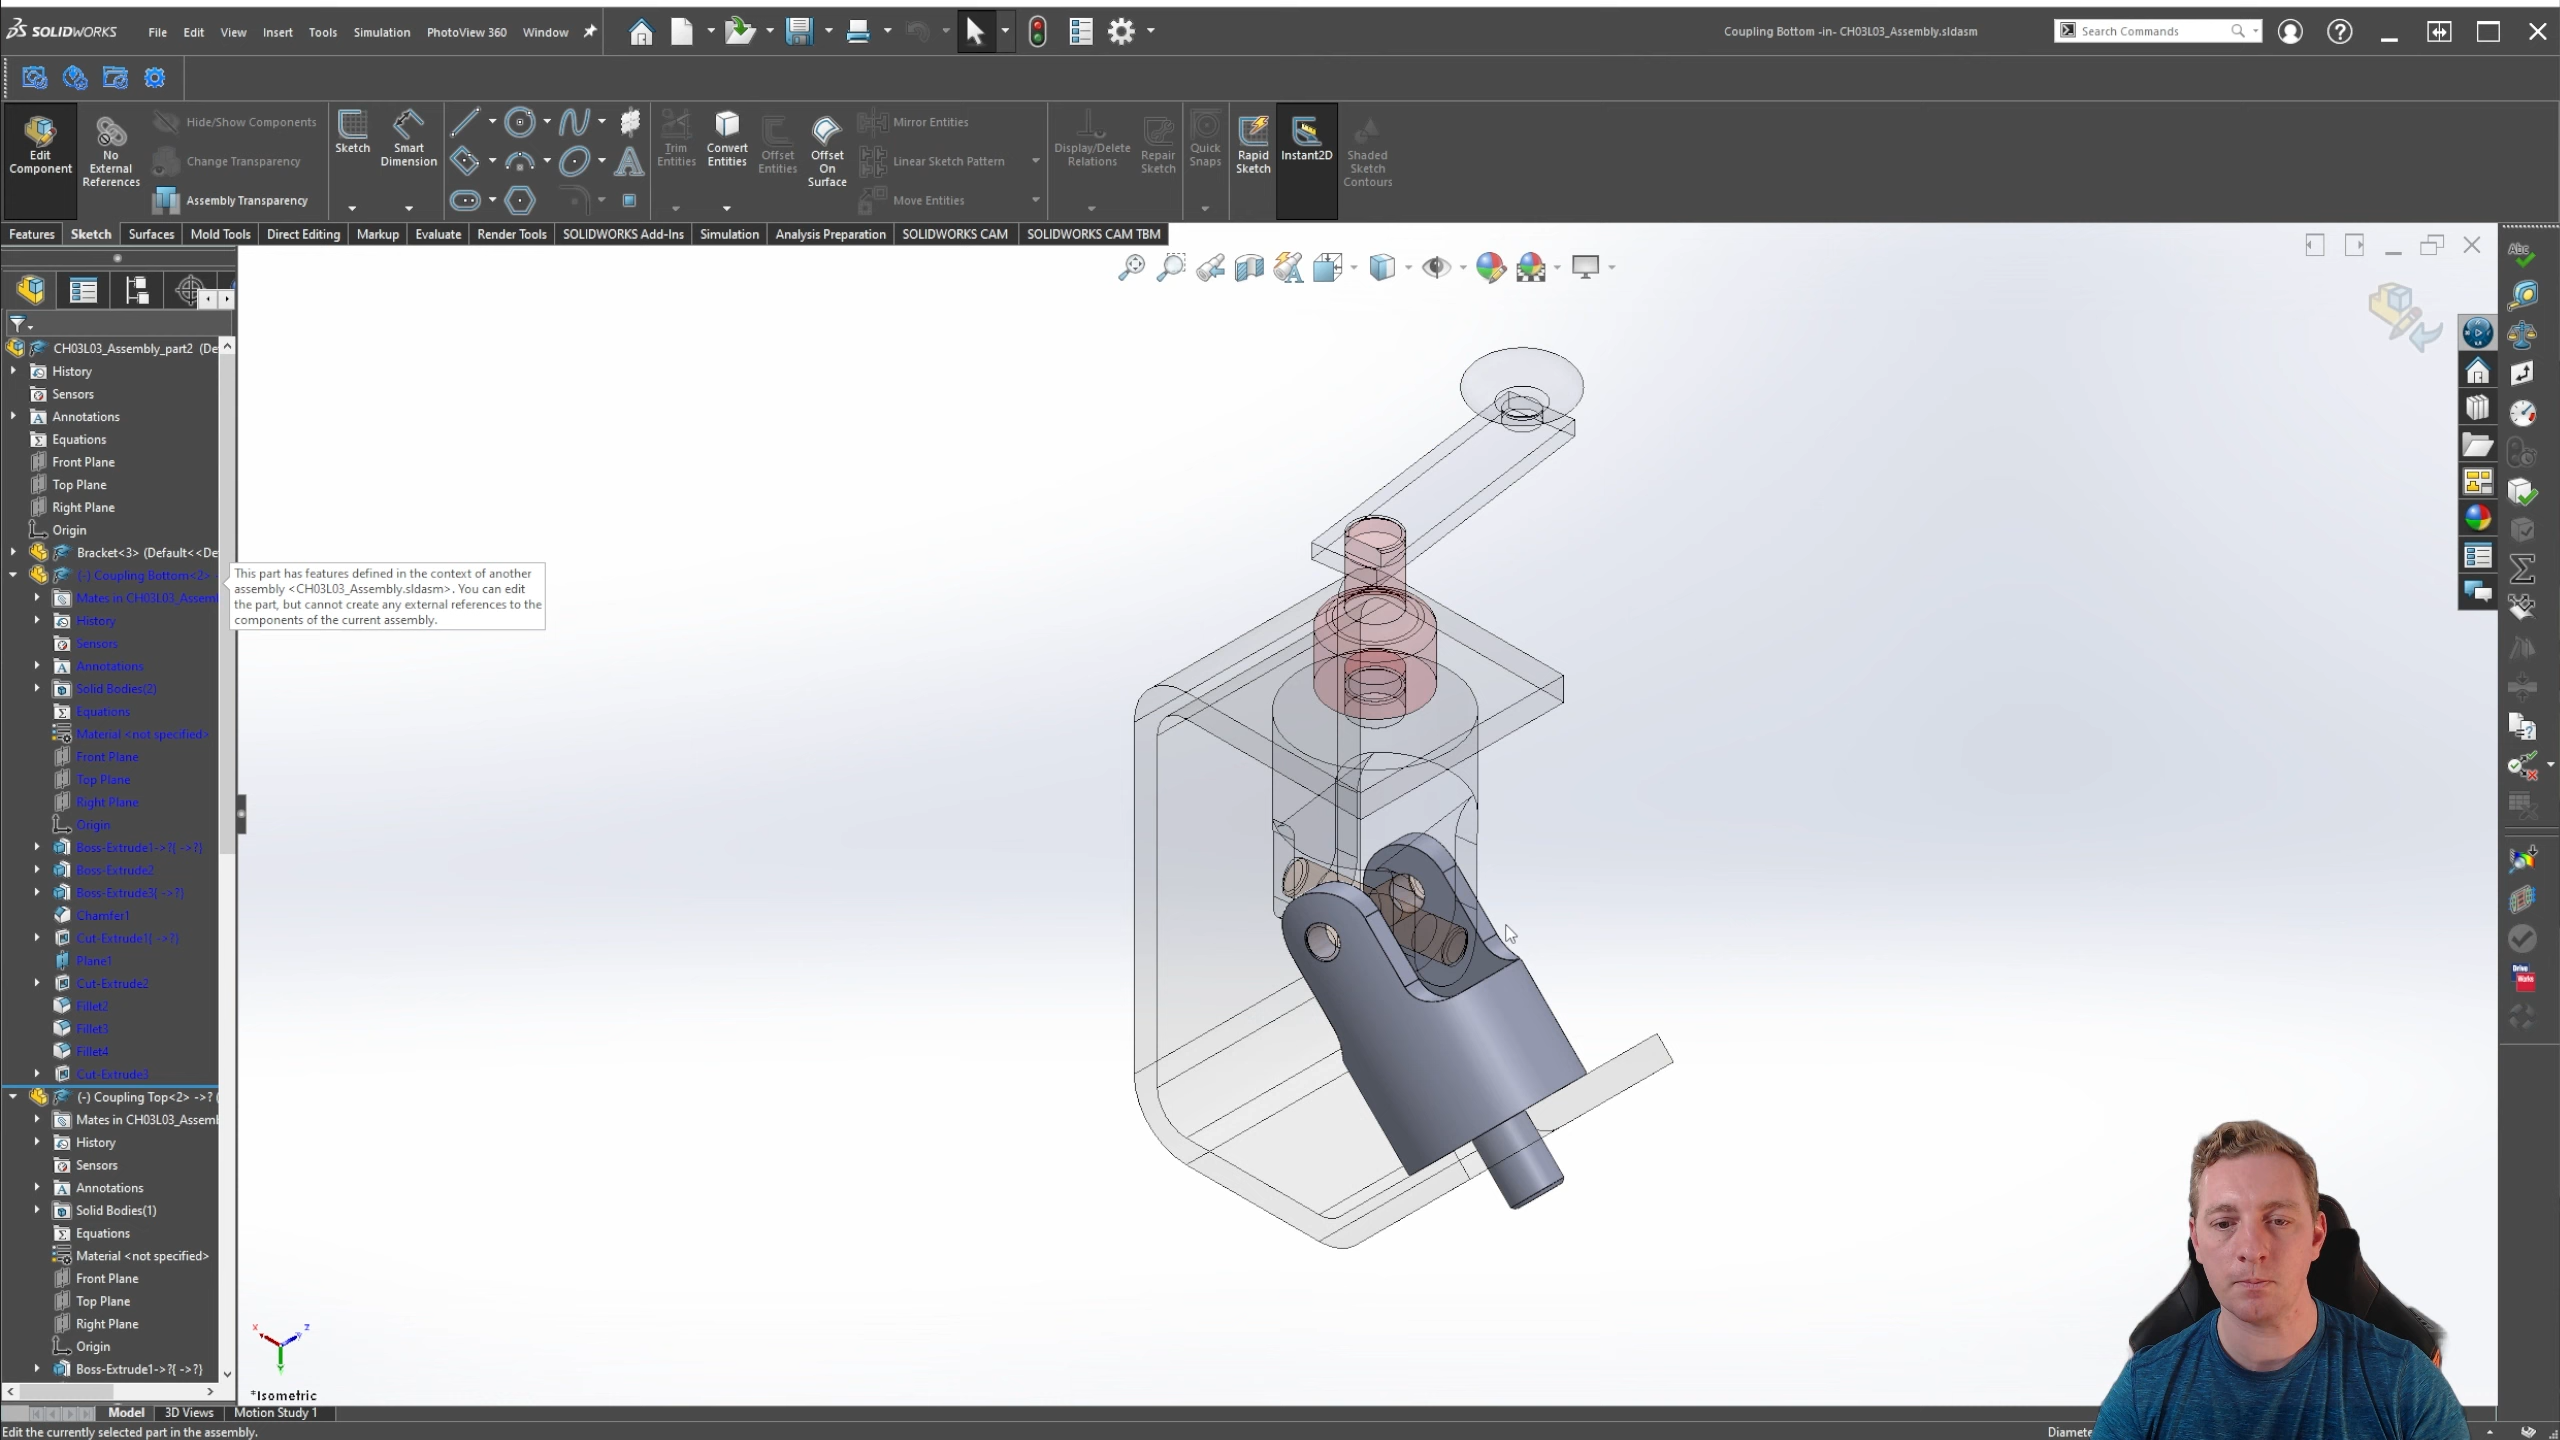 SOLIDWORKS File Edit View Insert Tools Simulation PhotoView 360 Window
Coupling Bottom -in- CH03L03_Assembly.sldasm
Search Commands
Edit Component
No External References
Hide/Show Components
Change Transparency
Assembly Transparency
Sketch
Smart Dimension
Trim Entities
Convert Entities
Offset Entities
Offset On Surface
Mirror Entities
Linear Sketch Pattern
Move Entities
Display/Delete Relations
Repair Sketch
Quick Snaps
Rapid Sketch
Instant2D
Shaded Sketch Contours
Features Sketch Surfaces Mold Tools Direct Editing Markup Evaluate Render Tools SOLIDWORKS Add-Ins Simulation Analysis Preparation SOLIDWORKS CAM SOLIDWORKS CAM TBM
CH03L03_Assembly_part2 (De
History
Sensors
Annotations
Equations
Front Plane
Top Plane
Right Plane
Origin
Bracket<3> (Default<<De
(-) Coupling Bottom<2>
Mates in CH03L03_Assem
History
Sensors
Annotations
Solid Bodies(2)
Equations
Material <not specified>
Front Plane
Top Plane
Right Plane
Origin
Boss-Extrude1->?{ ->?}
Boss-Extrude2
Boss-Extrude3{ ->?}
Chamfer1
Cut-Extrude1{ ->?}
Plane1
Cut-Extrude2
Fillet2
Fillet3
Fillet4
Cut-Extrude3
(-) Coupling Top<2> ->? (
Mates in CH03L03_Assem
History
Sensors
Annotations
Solid Bodies(1)
Equations
Material <not specified>
Front Plane
Top Plane
Right Plane
Origin
Boss-Extrude1->?{ ->?}
This part has features defined in the context of another
assembly <CH03L03_Assembly.sldasm>. You can edit
the part, but cannot create any external references to the
components of the current assembly.
x z
*Isometric
Model 3D Views Motion Study 1
Edit the currently selected part in the assembly.
Diamete